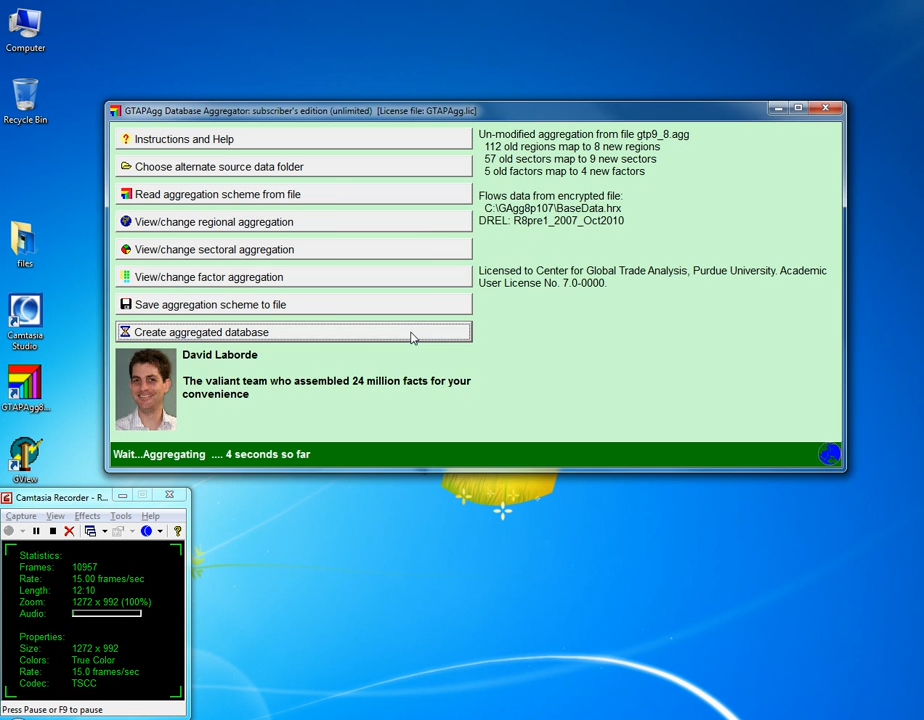 Computer
Recycle Bin
files
Camtasia
Studio
GTAPAgg8...
GView
GTAPAgg Database Aggregator: subscriber's edition (unlimited)  [License file: GTAPAgg.lic]
Instructions and Help
Choose alternate source data folder
Read aggregation scheme from file
View/change regional aggregation
View/change sectoral aggregation
View/change factor aggregation
Save aggregation scheme to file
Create aggregated database
Un-modified aggregation from file gtp9_8.agg
112 old regions map to 8 new regions
57 old sectors map to 9 new sectors
5 old factors map to 4 new factors
Flows data from encrypted file:
C:\GAgg8p107\BaseData.hrx
DREL: R8pre1_2007_Oct2010
Licensed to Center for Global Trade Analysis, Purdue University. Academic
User License No. 7.0-0000.
David Laborde
The valiant team who assembled 24 million facts for your
convenience
Wait...Aggregating  .... 4 seconds so far
Camtasia Recorder - R...
Capture View Effects Tools Help
Statistics:
Frames: 10957
Rate: 15.00 frames/sec
Length: 12:10
Zoom: 1272 x 992 (100%)
Audio:
Properties:
Size: 1272 x 992
Colors: True Color
Rate: 15.0 frames/sec
Codec: TSCC
Press Pause or F9 to pause